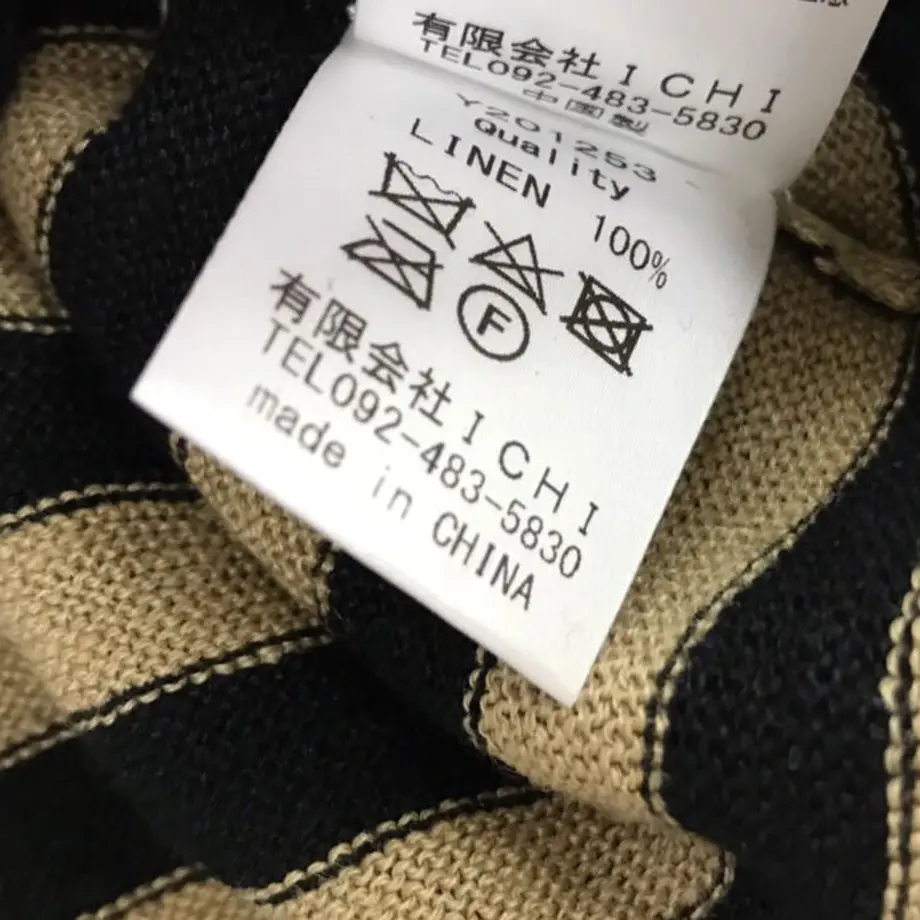 有限会社ICHI
TEL092-483-5830
中国製
Y201253
Quality
LINEN 100%
F
有限会社ICHI
TEL092-483-5830
made in CHINA